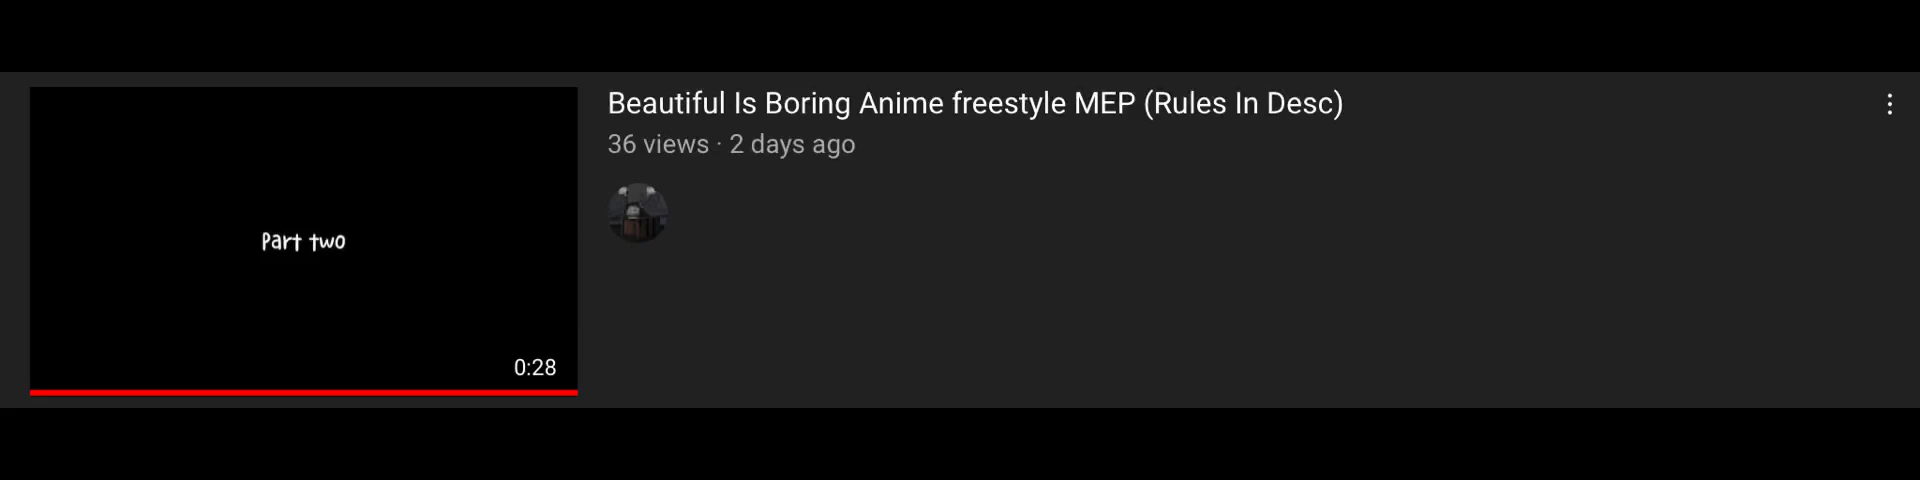 Part two
0:28
Beautiful Is Boring Anime freestyle MEP (Rules In Desc)
36 views · 2 days ago